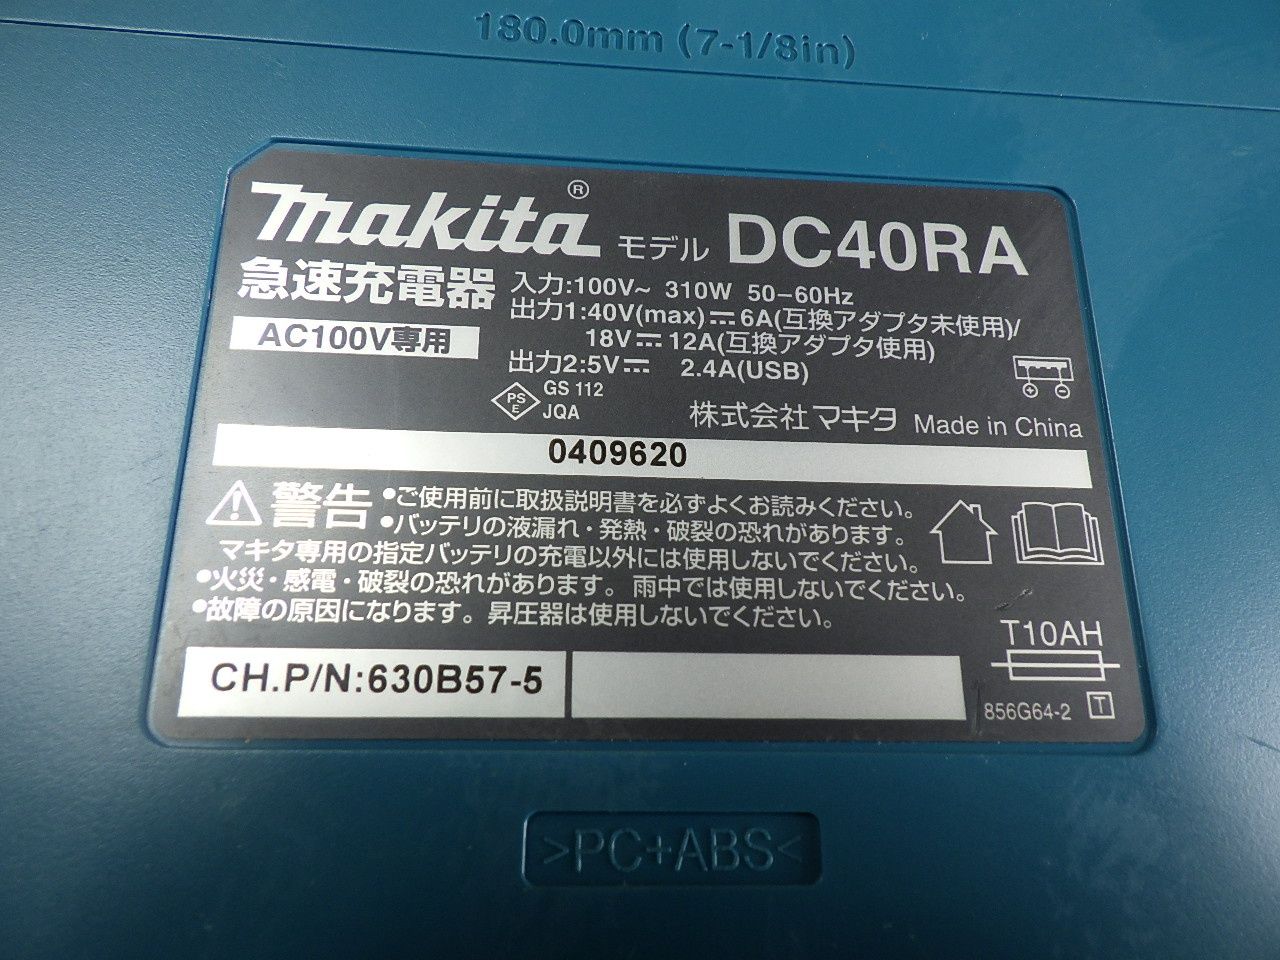 180.0mm (7-1/8in)
makita® モデル DC40RA
急速充電器
AC100V専用
入力:100V~ 310W 50-60Hz
出力1:40V(max)⎓6A(互換アダプタ未使用)/
18V⎓12A(互換アダプタ使用)
出力2:5V⎓ 2.4A(USB)
PS
E
GS 112
JQA
株式会社マキタ Made in China
0409620
⚠警告 •ご使用前に取扱説明書を必ずよくお読みください。
•バッテリの液漏れ・発熱・破裂の恐れがあります。
マキタ専用の指定バッテリの充電以外には使用しないでください。
•火災・感電・破裂の恐れがあります。雨中では使用しないでください。
•故障の原因になります。昇圧器は使用しないでください。
T10AH
CH.P/N:630B57-5
856G64-2 T
>PC+ABS<